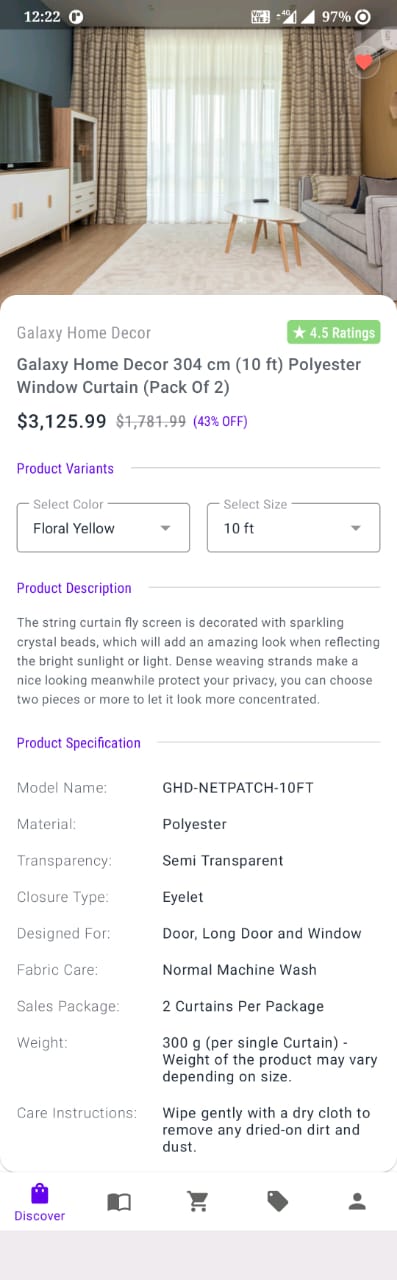 12:22
Vo
LTE 2
4G
97%
Galaxy Home Decor
★ 4.5 Ratings
Galaxy Home Decor 304 cm (10 ft) Polyester
Window Curtain (Pack Of 2)
$3,125.99 $1,781.99 (43% OFF)
Product Variants
Select Color
Select Size
Floral Yellow
10 ft
Product Description
The string curtain fly screen is decorated with sparkling
crystal beads, which will add an amazing look when reflecting
the bright sunlight or light. Dense weaving strands make a
nice looking meanwhile protect your privacy, you can choose
two pieces or more to let it look more concentrated.
Product Specification
Model Name: GHD-NETPATCH-10FT
Material: Polyester
Transparency: Semi Transparent
Closure Type: Eyelet
Designed For: Door, Long Door and Window
Fabric Care: Normal Machine Wash
Sales Package: 2 Curtains Per Package
Weight: 300 g (per single Curtain) -
Weight of the product may vary
depending on size.
Care Instructions: Wipe gently with a dry cloth to
remove any dried-on dirt and
dust.
Discover